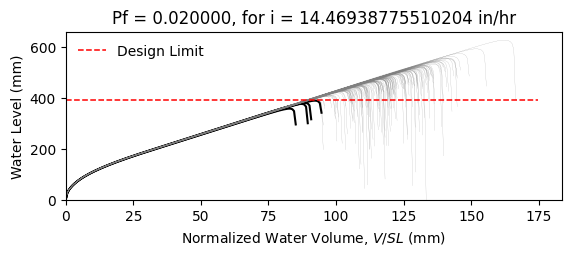 Pf = 0.020000, for i = 14.46938775510204 in/hr
Water Level (mm)
600
400
200
0
Design Limit
0 25 50 75 100 125 150 175
Normalized Water Volume, V/SL (mm)